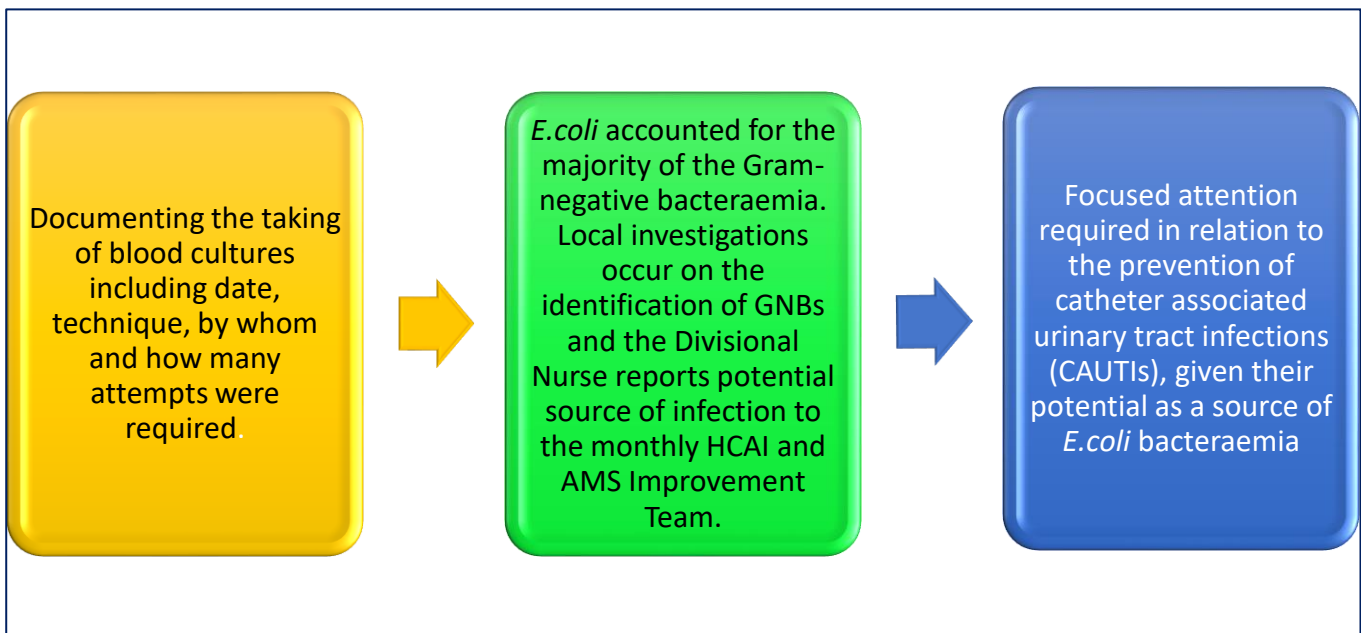 Documenting the taking
of blood cultures
including date,
technique, by whom
and how many
attempts were
required.
E.coli accounted for the
majority of the Gram-
negative bacteraemia.
Local investigations
occur on the
identification of GNBs
and the Divisional
Nurse reports potential
source of infection to
the monthly HCAI and
AMS Improvement
Team.
Focused attention
required in relation to
the prevention of
catheter associated
urinary tract infections
(CAUTIs), given their
potential as a source of
E.coli bacteraemia